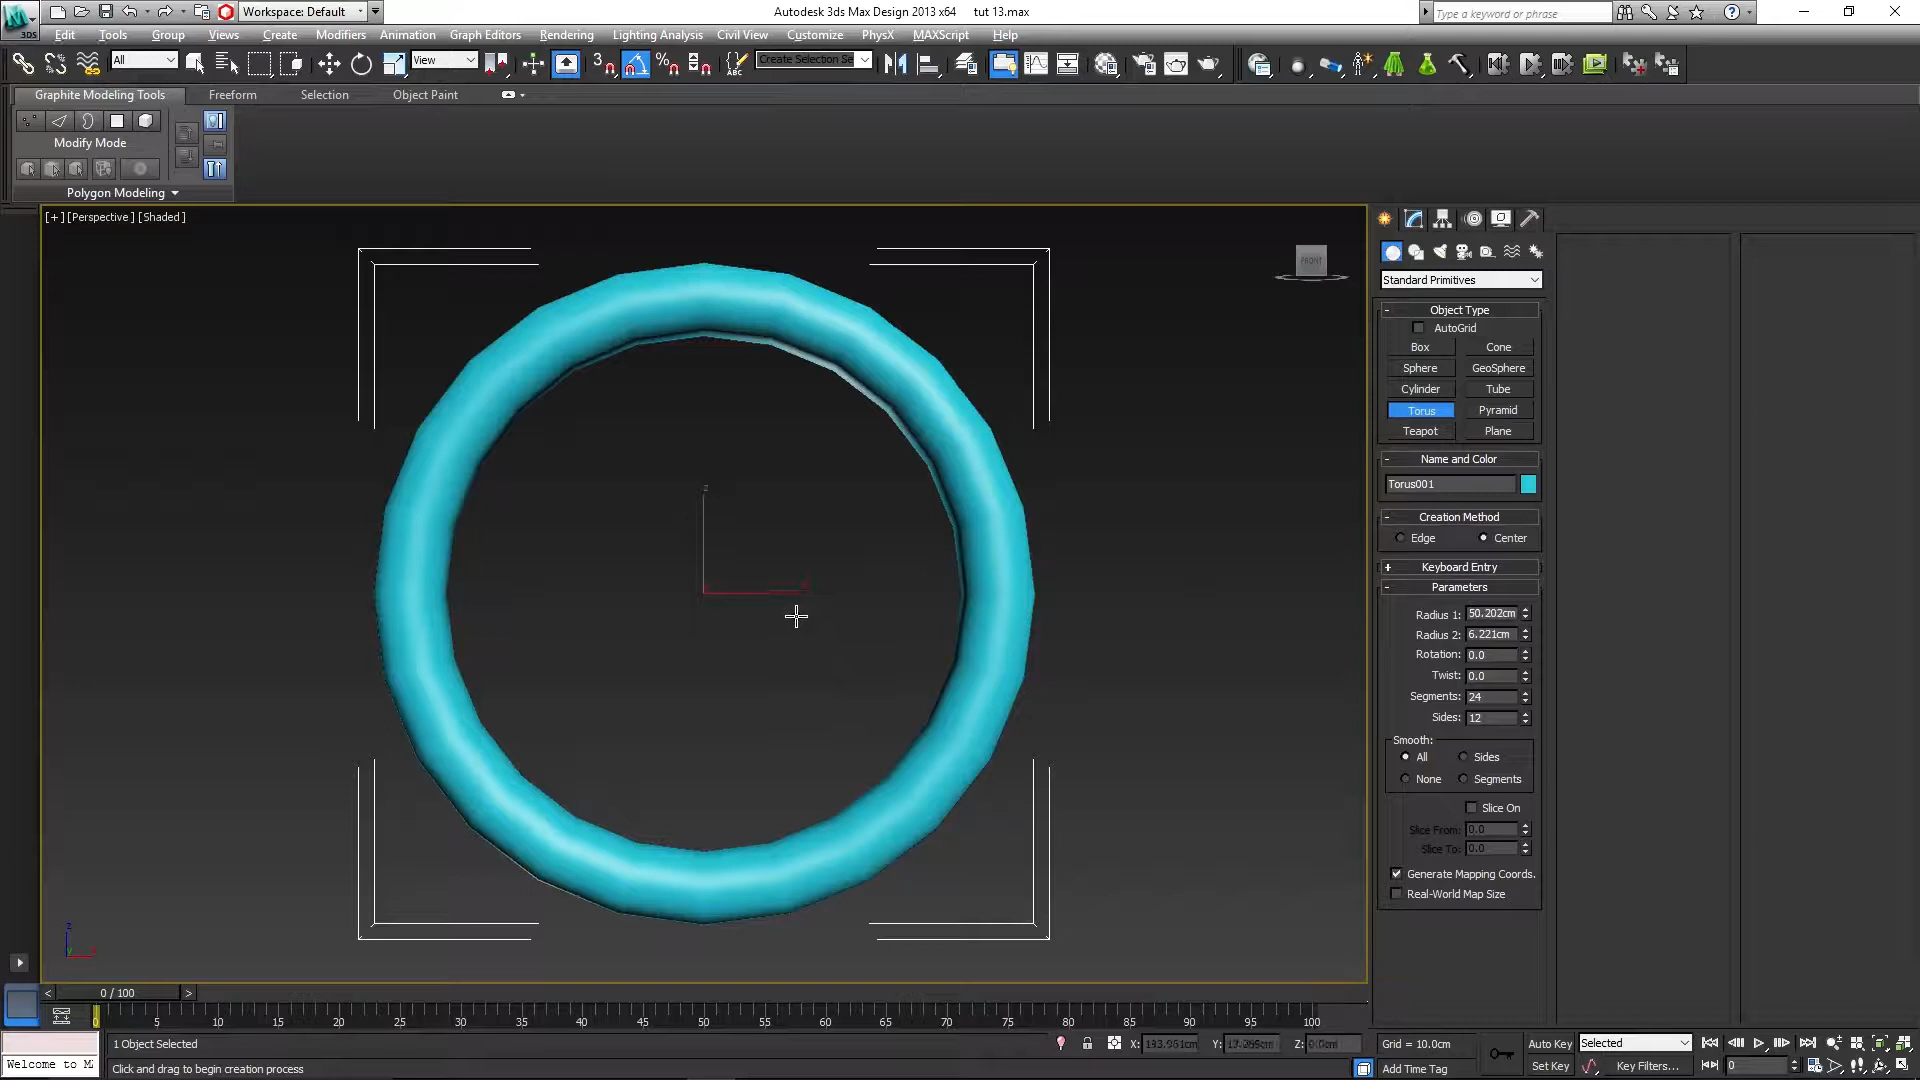 Workspace: Default
Autodesk 3ds Max Design 2013 x64 tut 13.max
Type a keyword or phrase
3DS
Edit Tools Group Views Create Modifiers Animation Graph Editors Rendering Lighting Analysis Civil View Customize PhysX MAXScript Help
All
View
3
Create Selection Se
Graphite Modeling Tools Freeform Selection Object Paint
Modify Mode
Polygon Modeling
[+] [Perspective] [Shaded]
FRONT
Standard Primitives
- Object Type
AutoGrid
Box Cone
Sphere GeoSphere
Cylinder Tube
Torus Pyramid
Teapot Plane
- Name and Color
Torus001
- Creation Method
Edge Center
+ Keyboard Entry
- Parameters
Radius 1: 50.202cm
Radius 2: 6.221cm
Rotation: 0.0
Twist: 0.0
Segments: 24
Sides: 12
Smooth:
All Sides
None Segments
Slice On
Slice From: 0.0
Slice To: 0.0
Generate Mapping Coords.
Real-World Map Size
z
z
< 0 / 100 >
0 5 10 15 20 25 30 35 40 45 50 55 60 65 70 75 80 85 90 95 100
1 Object Selected
X: Y: Z: 0.0cm
Grid = 10.0cm
Auto Key Selected
Welcome to M
Click and drag to begin creation process
Add Time Tag
Set Key Key Filters...
0